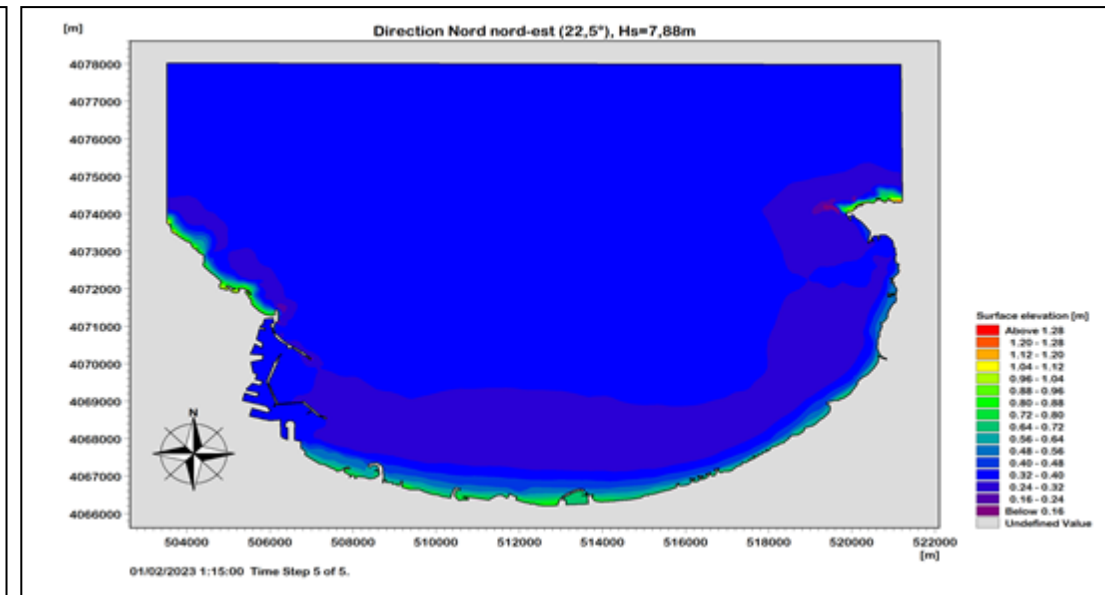 Direction Nord nord-est (22,5°), Hs=7,88m
[m]
4078000
4077000
4076000
4075000
4074000
4073000
4072000
4071000
4070000
4069000
4068000
4067000
4066000
N
504000 506000 508000 510000 512000 514000 516000 518000 520000 522000
[m]
01/02/2023 1:15:00 Time Step 5 of 5.
Surface elevation [m]
Above 1.28
1.20 - 1.28
1.12 - 1.20
1.04 - 1.12
0.96 - 1.04
0.88 - 0.96
0.80 - 0.88
0.72 - 0.80
0.64 - 0.72
0.56 - 0.64
0.48 - 0.56
0.40 - 0.48
0.32 - 0.40
0.24 - 0.32
0.16 - 0.24
Below 0.16
Undefined Value